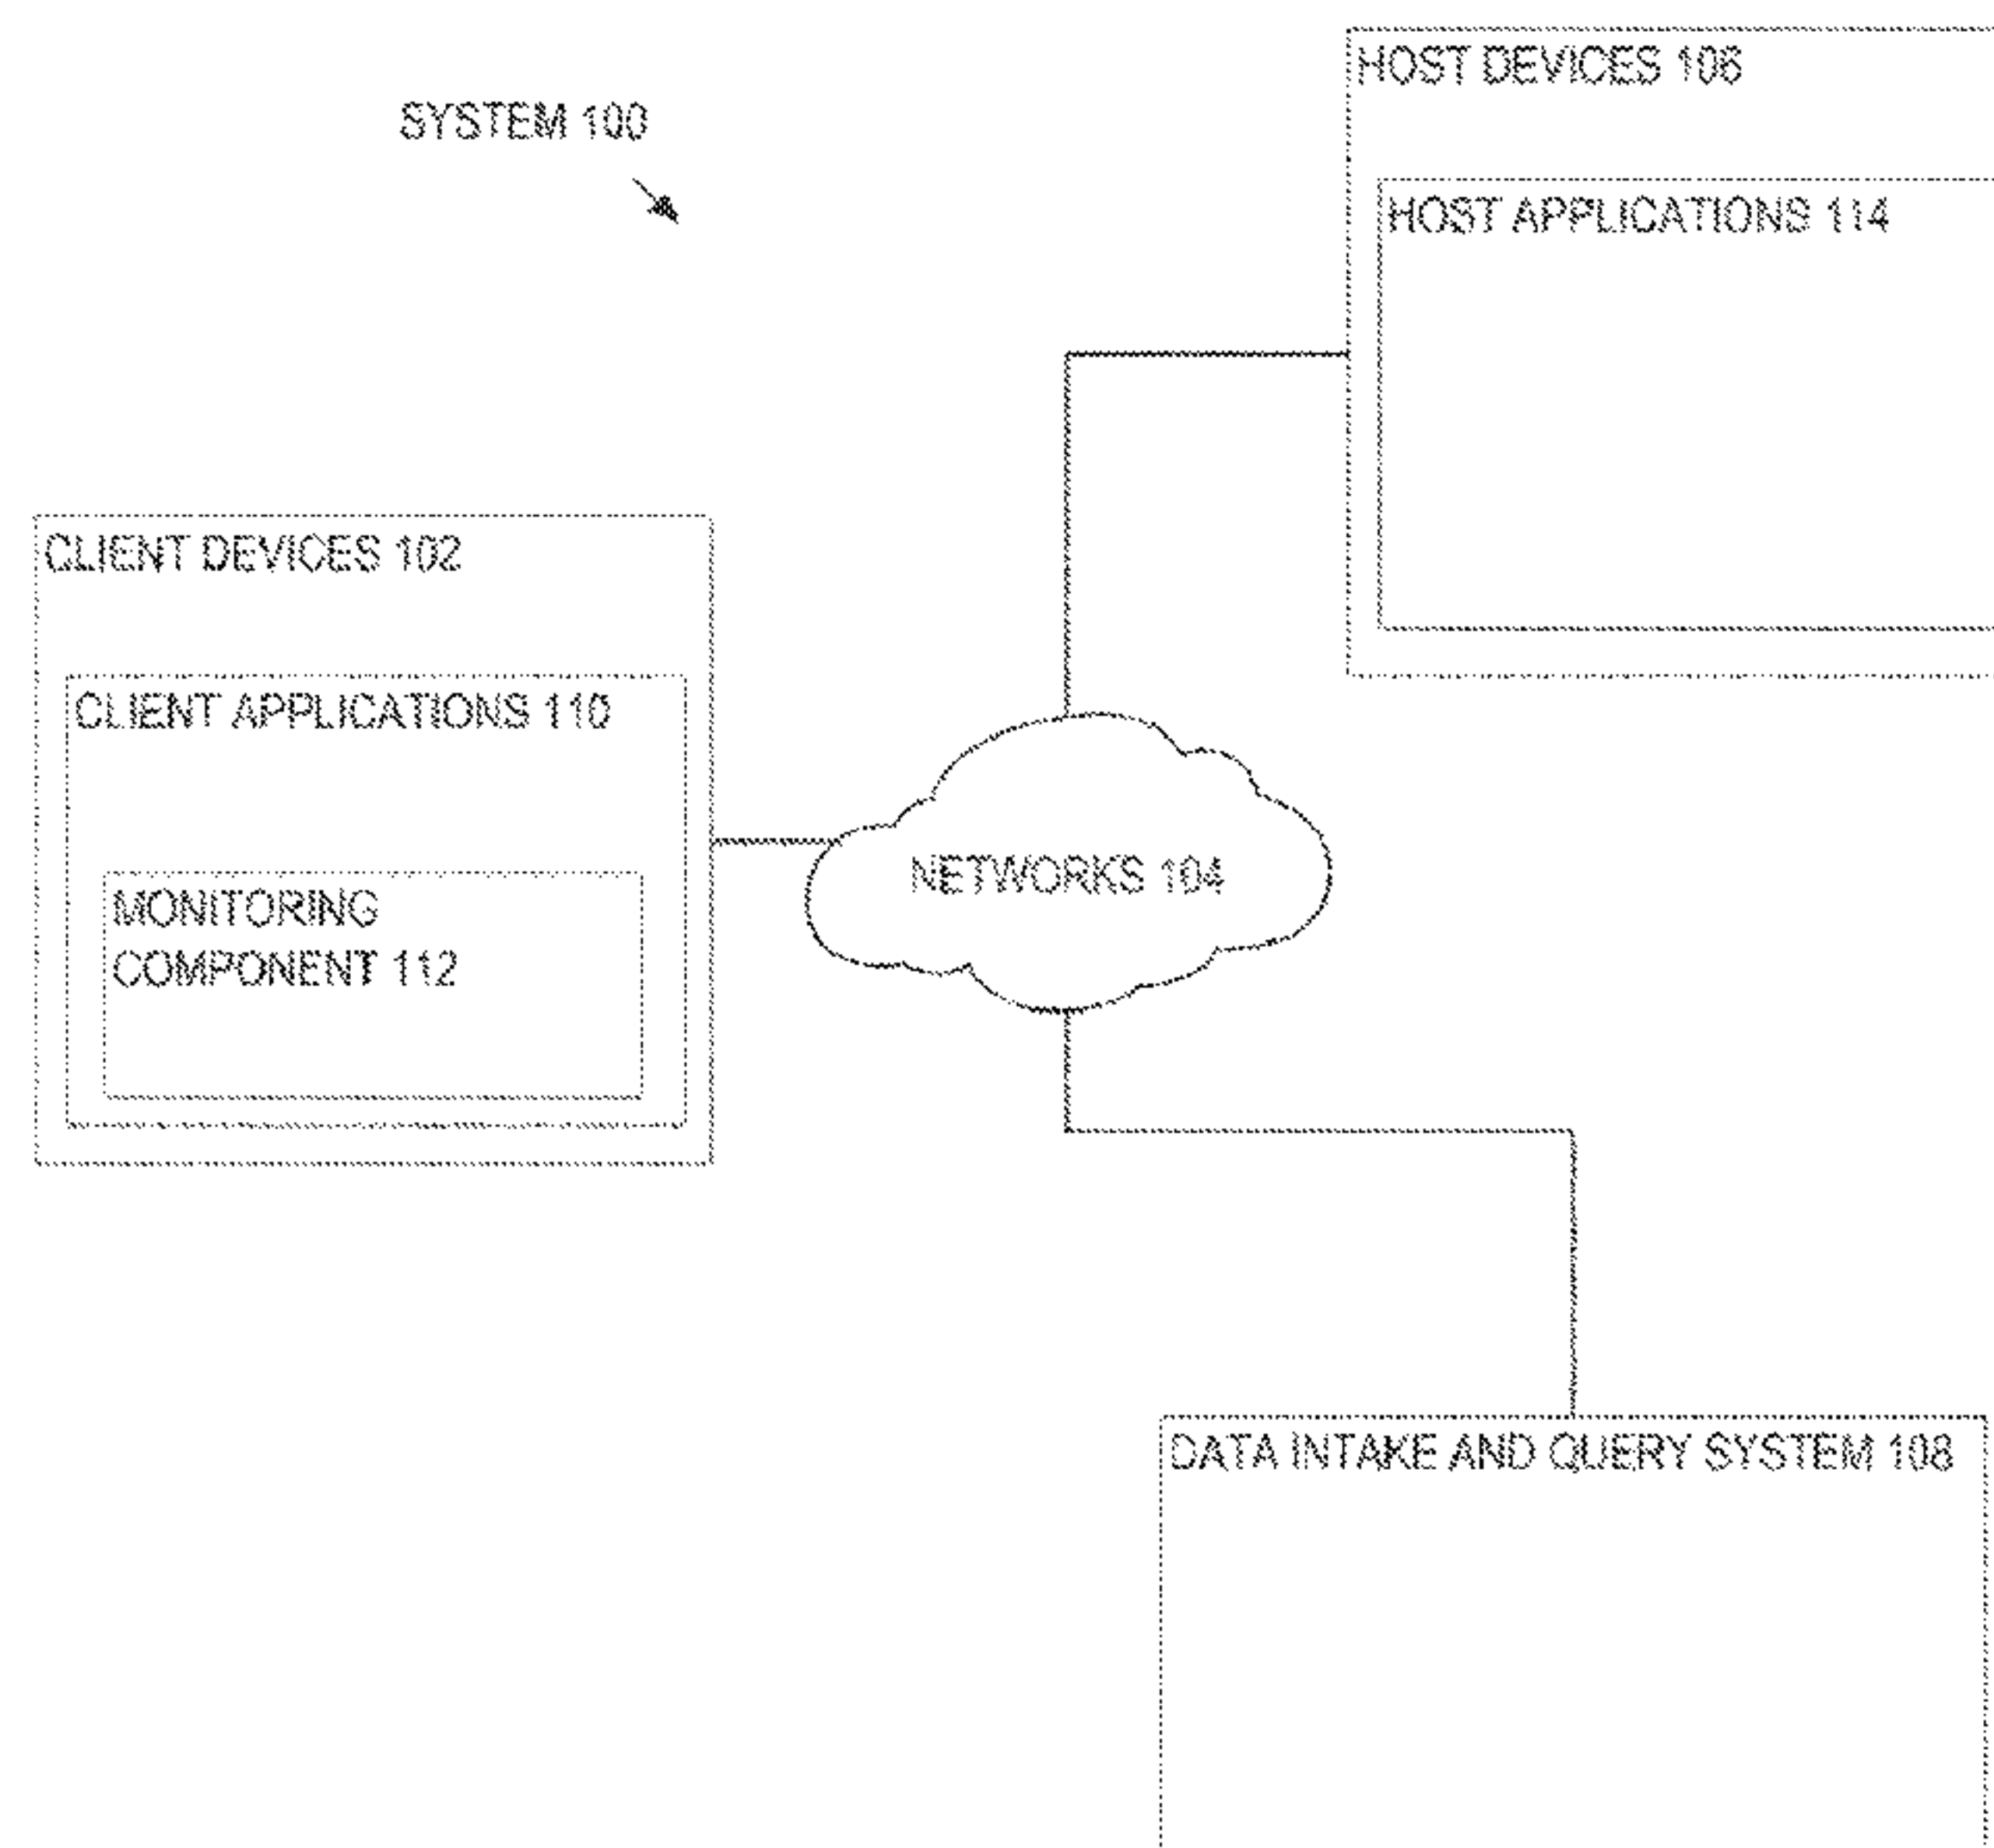 SYSTEM 100
HOST DEVICES 106
HOST APPLICATIONS 114
CLIENT DEVICES 102
CLIENT APPLICATIONS 110
MONITORING
COMPONENT 112
NETWORKS 104
DATA INTAKE AND QUERY SYSTEM 108